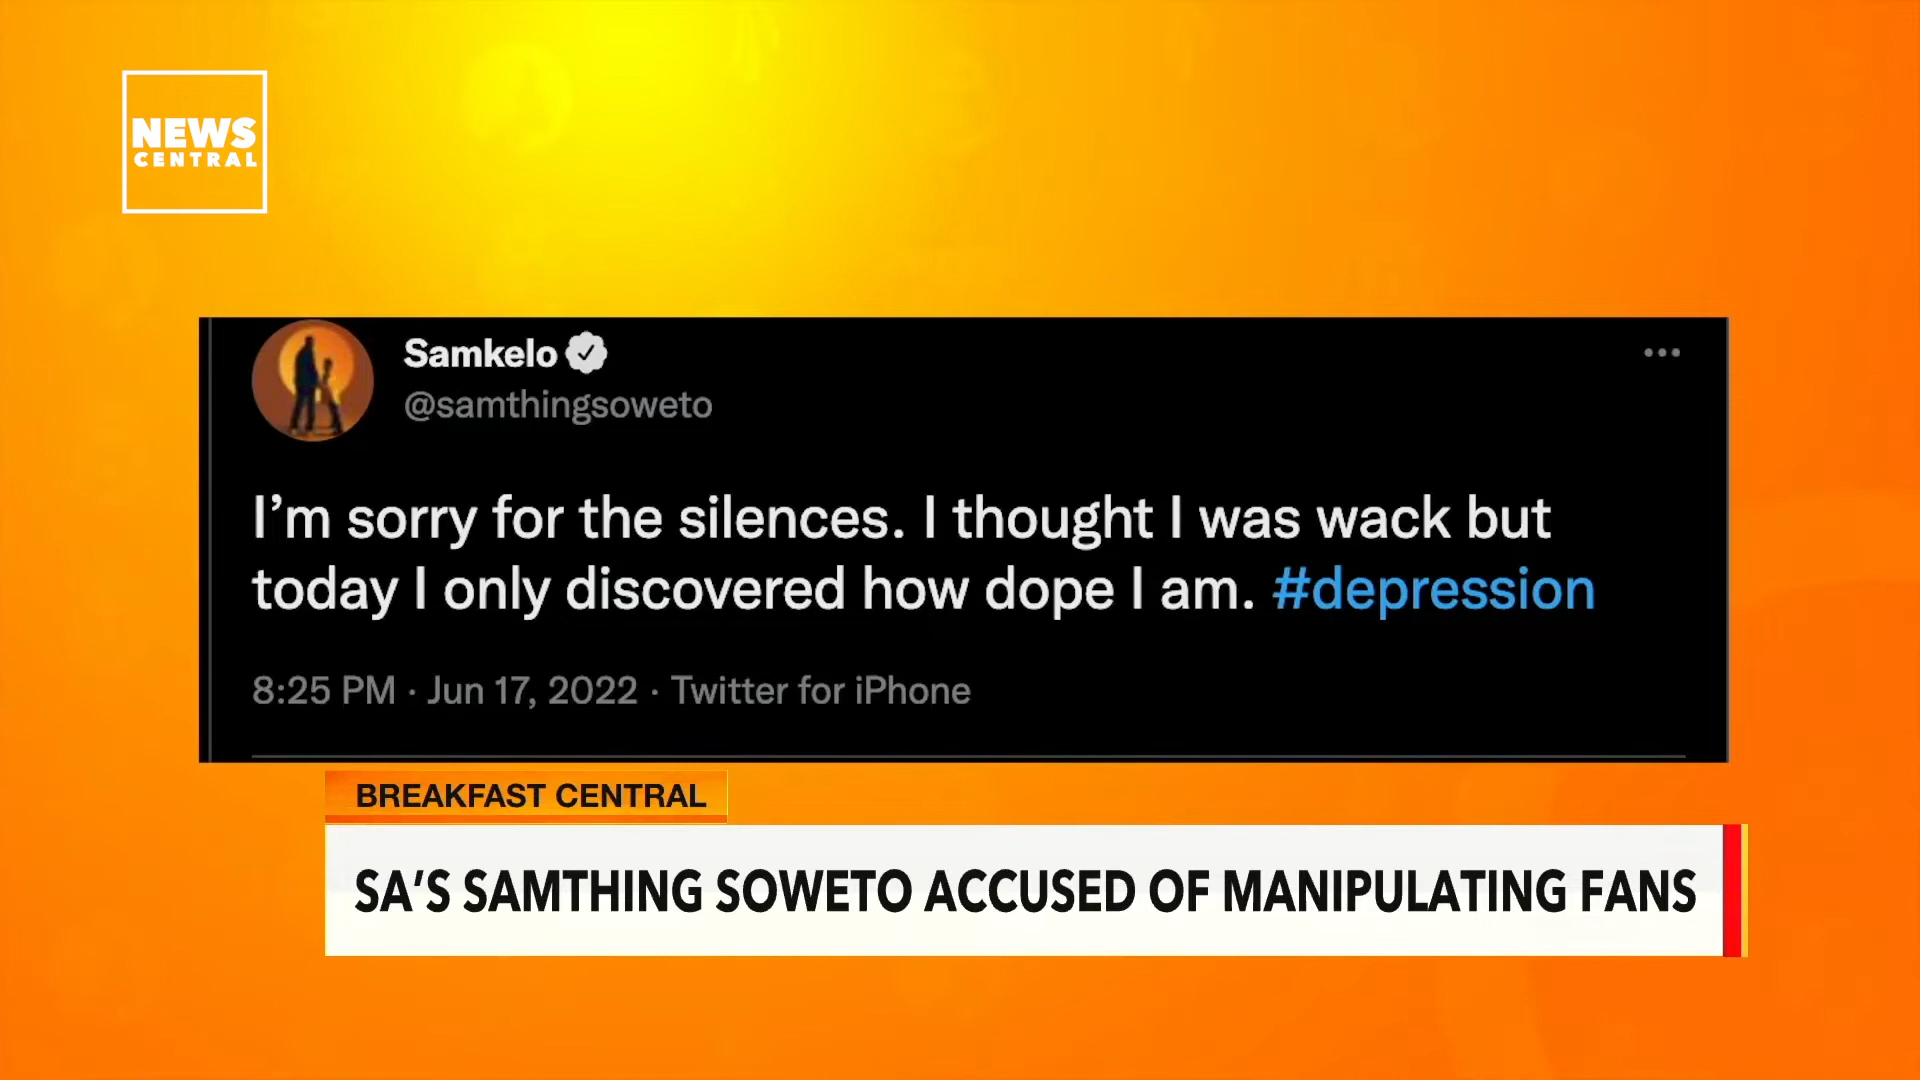 NEWS
CENTRAL
Samkelo
@samthingsoweto
I’m sorry for the silences. I thought I was wack but
today I only discovered how dope I am. #depression
8:25 PM · Jun 17, 2022 · Twitter for iPhone
BREAKFAST CENTRAL
SA‘S SAMTHING SOWETO ACCUSED OF MANIPULATING FANS